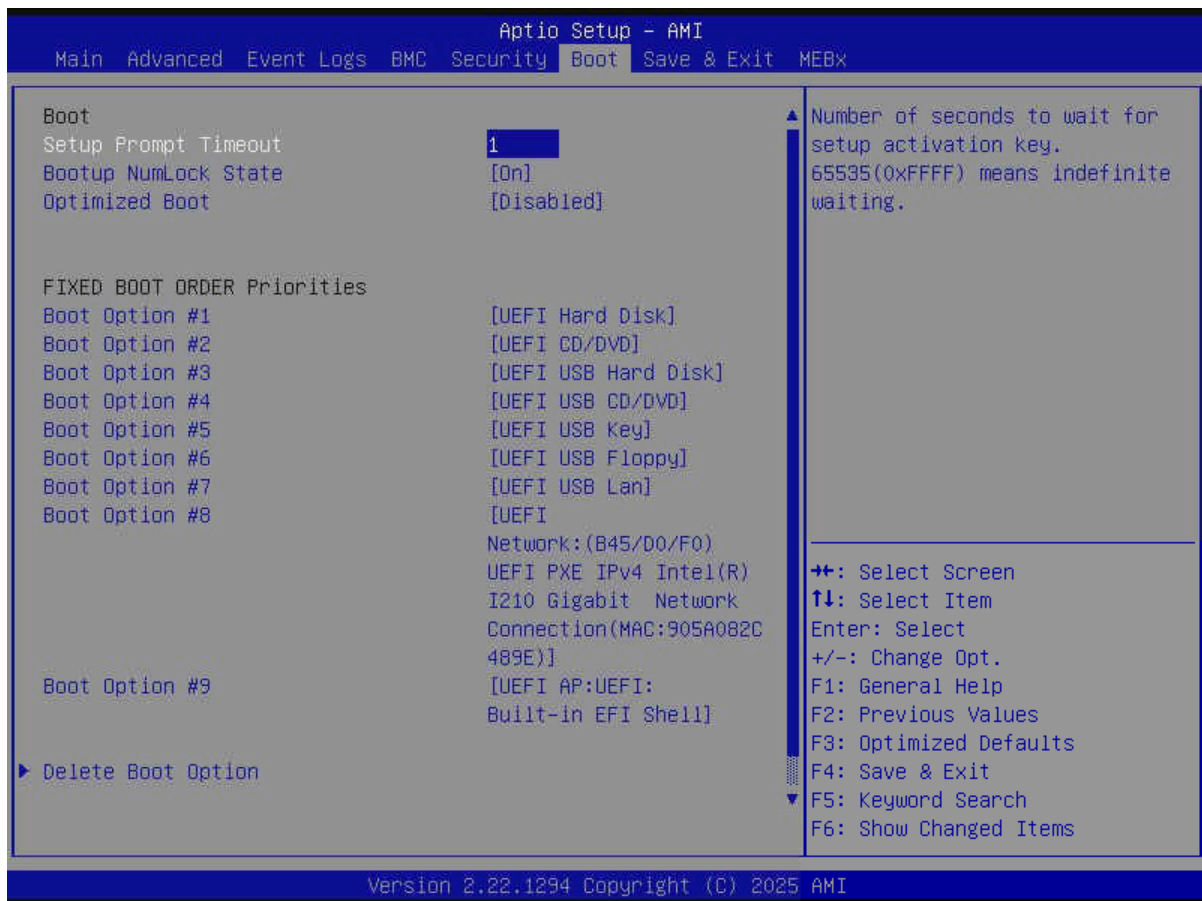 Aptio Setup – AMI
Main Advanced Event Logs BMC Security Boot Save & Exit MEBx
Boot
Setup Prompt Timeout 1
Bootup NumLock State [On]
Optimized Boot [Disabled]
FIXED BOOT ORDER Priorities
Boot Option #1 [UEFI Hard Disk]
Boot Option #2 [UEFI CD/DVD]
Boot Option #3 [UEFI USB Hard Disk]
Boot Option #4 [UEFI USB CD/DVD]
Boot Option #5 [UEFI USB Key]
Boot Option #6 [UEFI USB Floppy]
Boot Option #7 [UEFI USB Lan]
Boot Option #8 [UEFI
Network:(B45/D0/F0)
UEFI PXE IPv4 Intel(R)
I210 Gigabit Network
Connection(MAC:905A082C
489E)]
Boot Option #9 [UEFI AP:UEFI:
Built-in EFI Shell]
Delete Boot Option
Number of seconds to wait for
setup activation key.
65535(0xFFFF) means indefinite
waiting.
→←: Select Screen
↑↓: Select Item
Enter: Select
+/-: Change Opt.
F1: General Help
F2: Previous Values
F3: Optimized Defaults
F4: Save & Exit
F5: Keyword Search
F6: Show Changed Items
Version 2.22.1294 Copyright (C) 2025 AMI